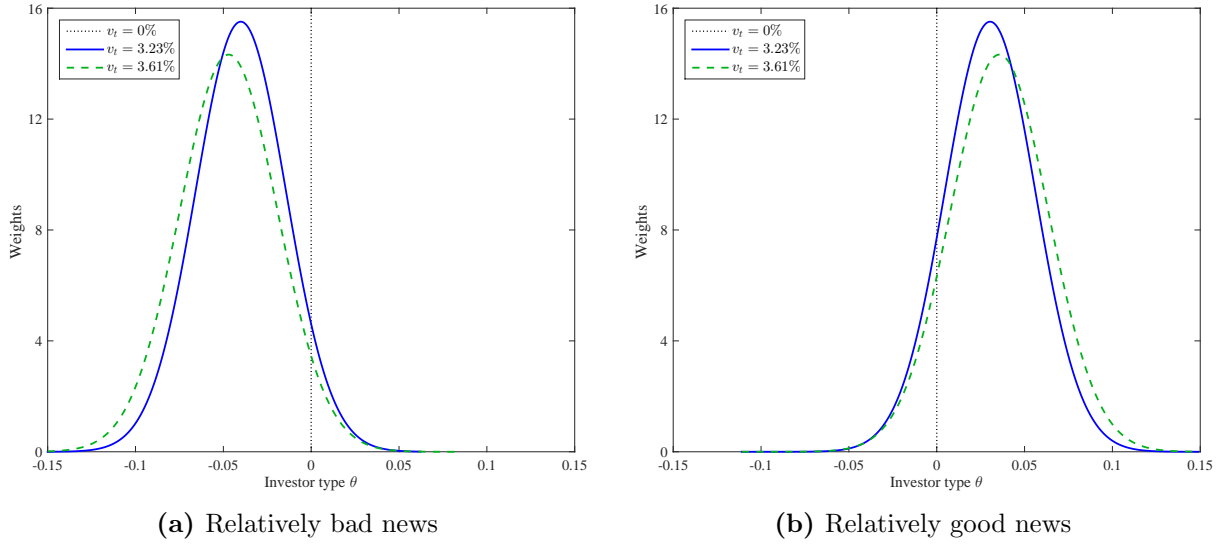 16
12
8
4
0
Weights
v_t = 0%
v_t = 3.23%
v_t = 3.61%
-0.15 -0.1 -0.05 0 0.05 0.1 0.15
Investor type θ
(a) Relatively bad news
16
12
8
4
0
Weights
v_t = 0%
v_t = 3.23%
v_t = 3.61%
-0.15 -0.1 -0.05 0 0.05 0.1 0.15
Investor type θ
(b) Relatively good news